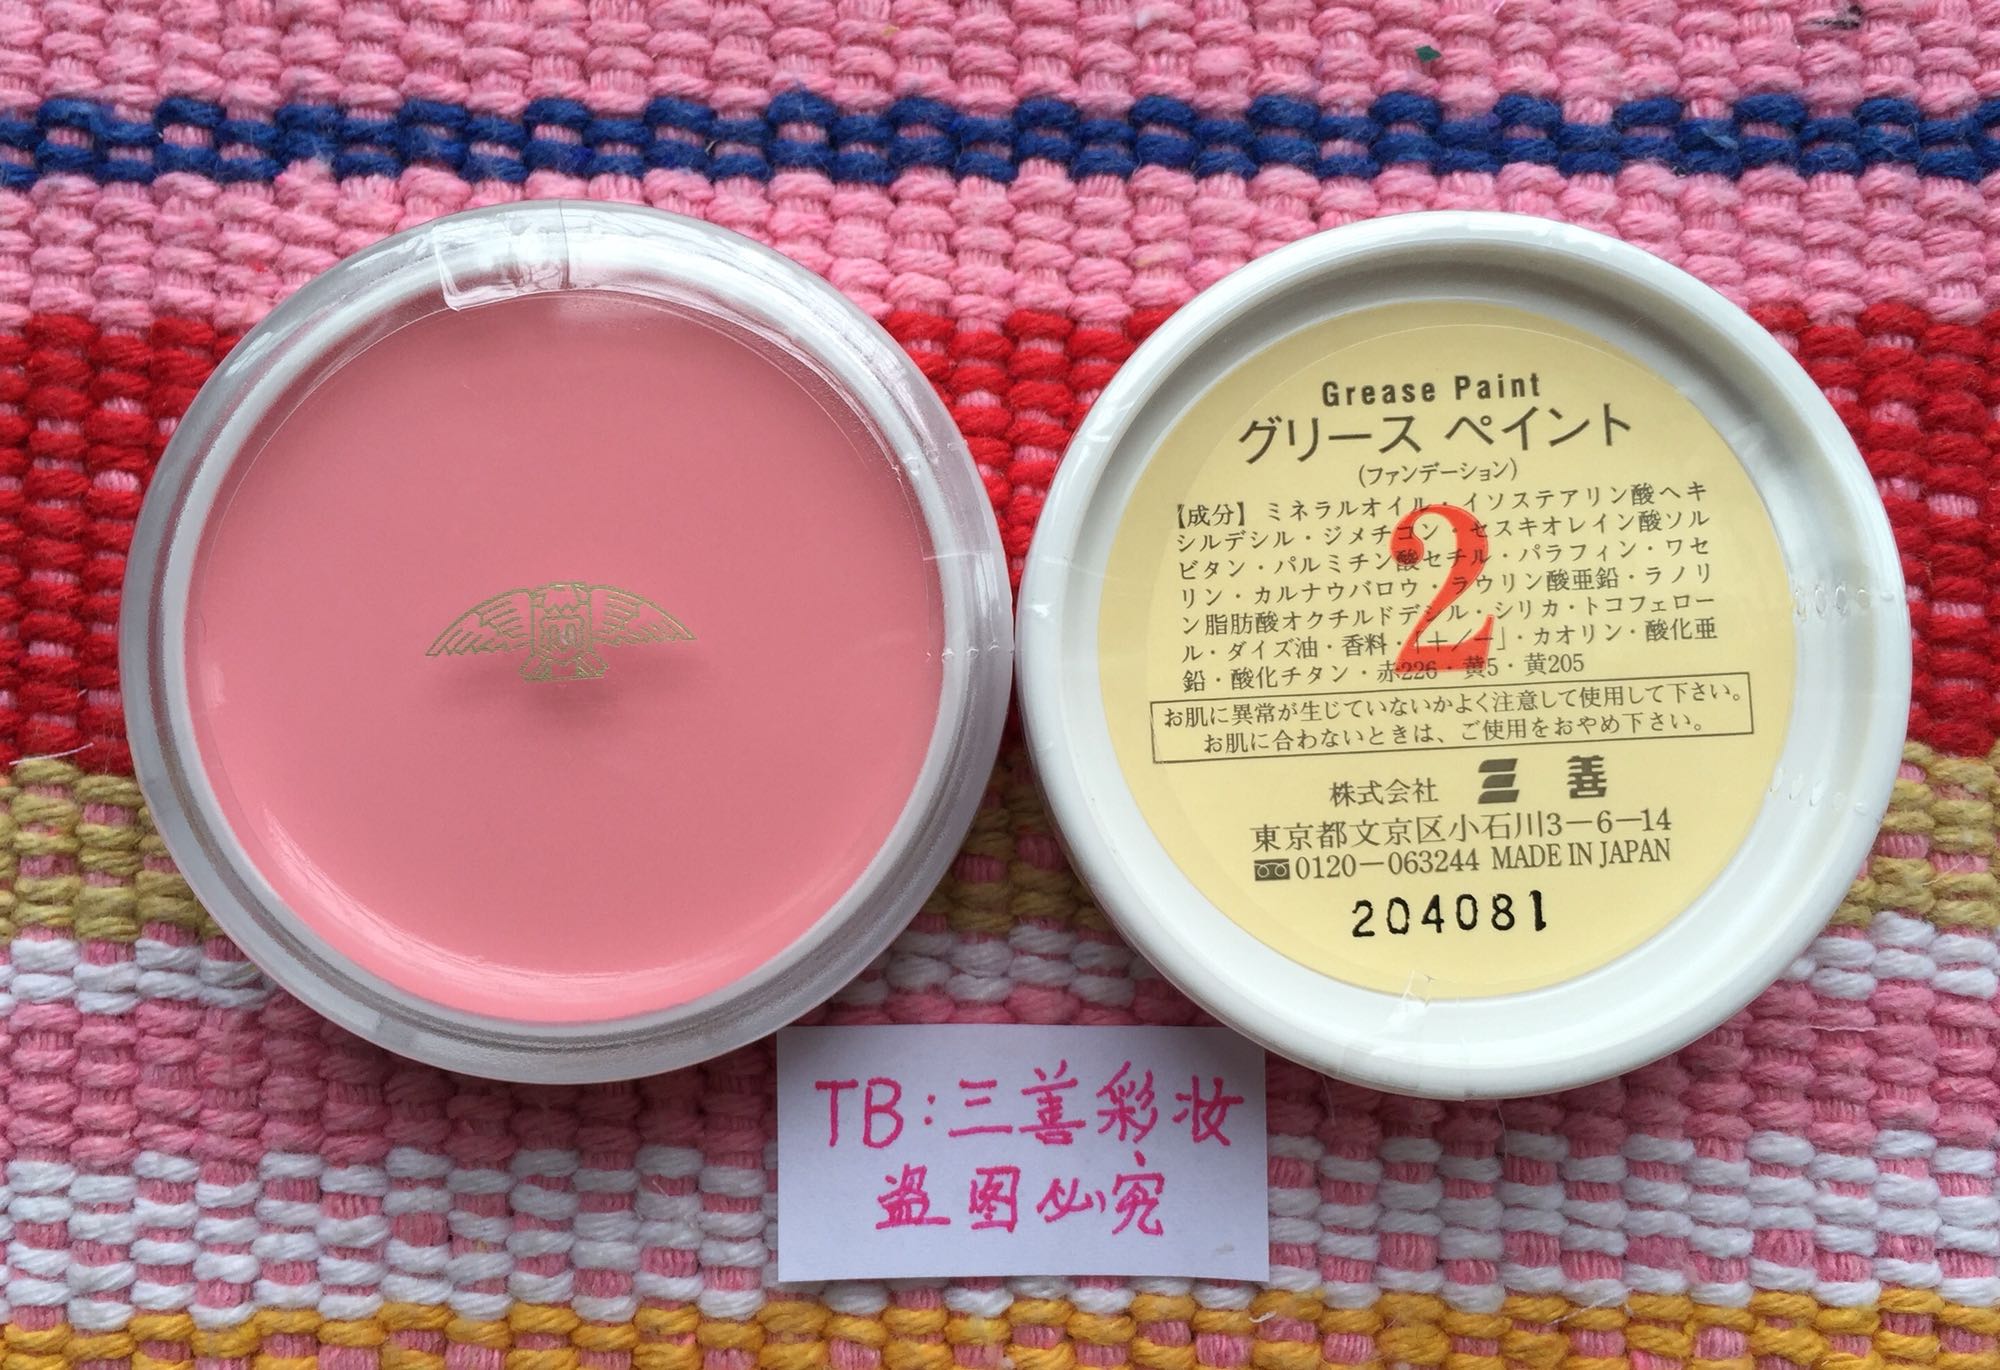 Grease Paint
グリース ペイント
(ファンデーション)
【成分】ミネラルオイル・イソステアリン酸ヘキ
シルデシル・ジメチコン・セスキオレイン酸ソル
ビタン・パルミチン酸セチル・パラフィン・ワセ
リン・カルナウバロウ・ラウリン酸亜鉛・ラノリ
ン脂肪酸オクチルドデシル・シリカ・トコフェロー
ル・ダイズ油・香料・「+/-」・カオリン・酸化亜
鉛・酸化チタン・赤226・黄5・黄205
2
お肌に異常が生じていないかよく注意して使用して下さい。
お肌に合わないときは、ご使用をおやめ下さい。
株式会社 三善
東京都文京区小石川3-6-14
0120-063244 MADE IN JAPAN
204081
TB:三善彩妆
盗图必究